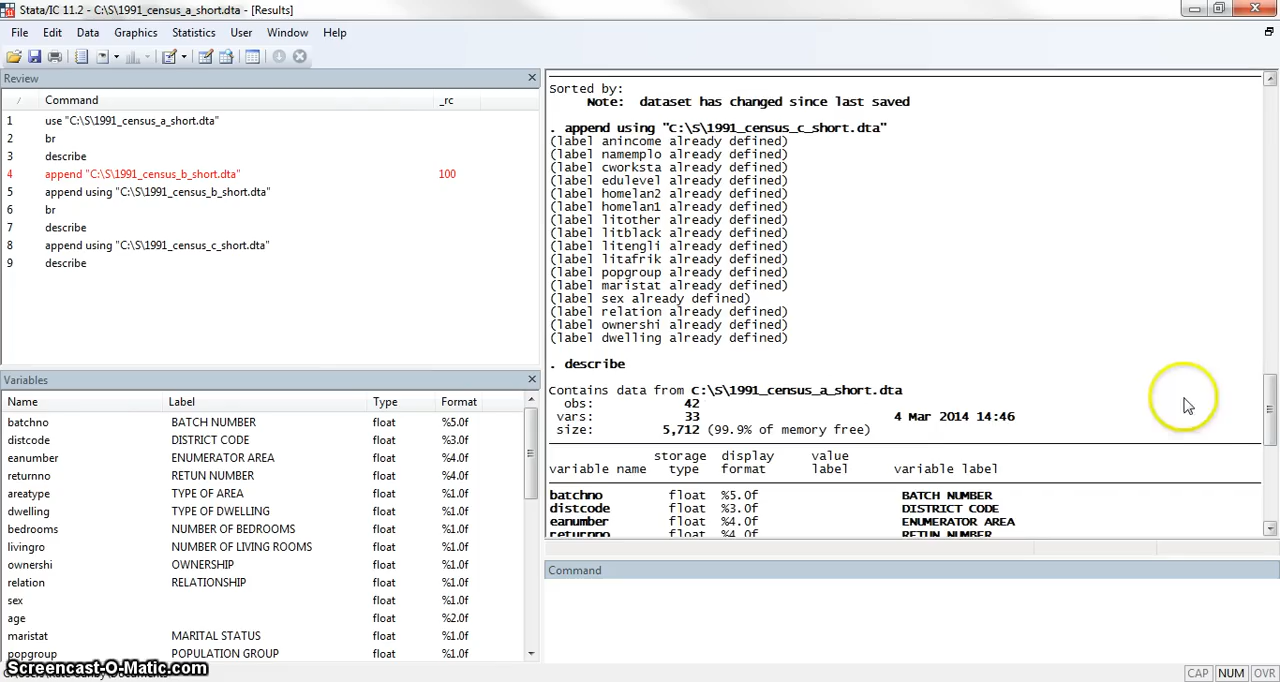 Stata/IC 11.2 - C:\S\1991_census_a_short.dta - [Results]
File Edit Data Graphics Statistics User Window Help
Review
/ Command _rc
1 use "C:\S\1991_census_a_short.dta"
2 br
3 describe
4 append "C:\S\1991_census_b_short.dta" 100
5 append using "C:\S\1991_census_b_short.dta"
6 br
7 describe
8 append using "C:\S\1991_census_c_short.dta"
9 describe
Variables
Name Label Type Format
batchno BATCH NUMBER float %5.0f
distcode DISTRICT CODE float %3.0f
eanumber ENUMERATOR AREA float %4.0f
returnno RETUN NUMBER float %4.0f
areatype TYPE OF AREA float %1.0f
dwelling TYPE OF DWELLING float %1.0f
bedrooms NUMBER OF BEDROOMS float %1.0f
livingro NUMBER OF LIVING ROOMS float %1.0f
ownershi OWNERSHIP float %1.0f
relation RELATIONSHIP float %1.0f
sex float %1.0f
age float %2.0f
maristat MARITAL STATUS float %1.0f
popgroup POPULATION GROUP float %1.0f
Sorted by:
Note: dataset has changed since last saved
. append using "C:\S\1991_census_c_short.dta"
(label anincome already defined)
(label namemplo already defined)
(label cworksta already defined)
(label edulevel already defined)
(label homelan2 already defined)
(label homelan1 already defined)
(label litother already defined)
(label litblack already defined)
(label litengli already defined)
(label litafrik already defined)
(label popgroup already defined)
(label maristat already defined)
(label sex already defined)
(label relation already defined)
(label ownershi already defined)
(label dwelling already defined)
. describe
Contains data from C:\S\1991_census_a_short.dta
obs: 42
vars: 33 4 Mar 2014 14:46
size: 5,712 (99.9% of memory free)
storage display value
variable name type format label variable label
batchno float %5.0f BATCH NUMBER
distcode float %3.0f DISTRICT CODE
eanumber float %4.0f ENUMERATOR AREA
returnno float %4.0f RETUN NUMBER
Command
Screencast-O-Matic.com
CAP NUM OVR